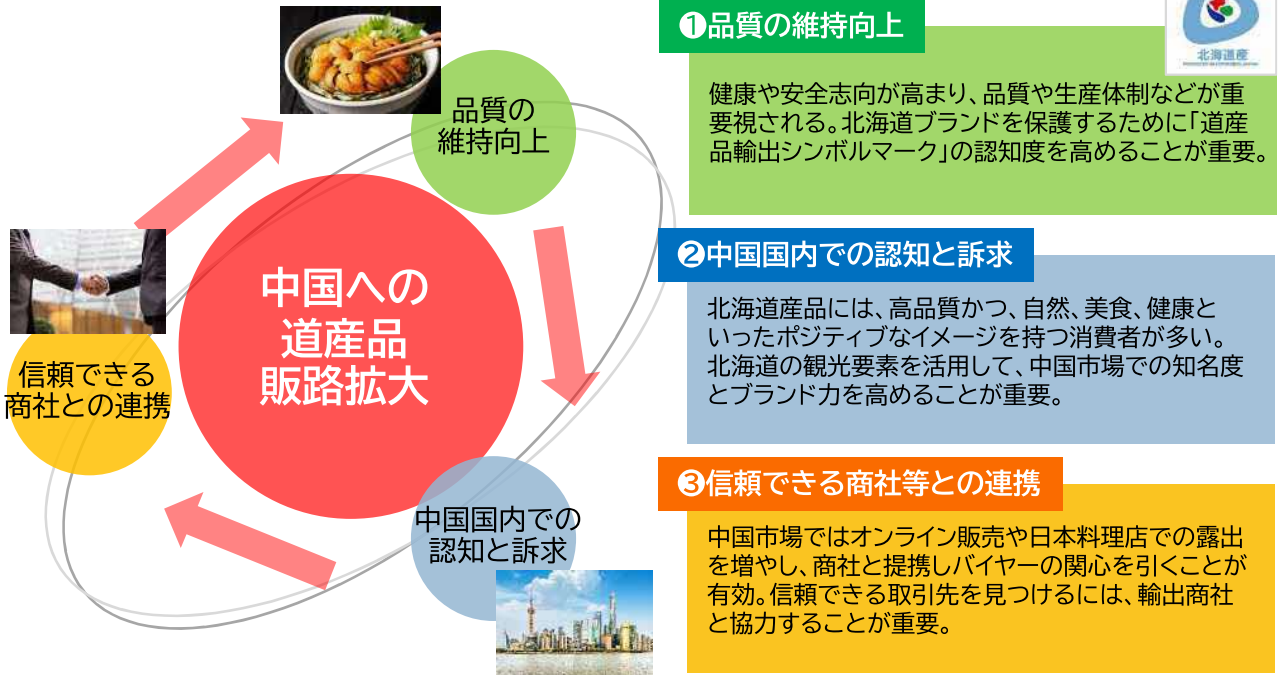 品質の
維持向上
中国への
道産品
販路拡大
信頼できる
商社との連携
中国国内での
認知と訴求
❶品質の維持向上
北海道産
健康や安全志向が高まり、品質や生産体制などが重
要視される。北海道ブランドを保護するために「道産
品輸出シンボルマーク」の認知度を高めることが重要。
❷中国国内での認知と訴求
北海道産品には、高品質かつ、自然、美食、健康と
いったポジティブなイメージを持つ消費者が多い。
北海道の観光要素を活用して、中国市場での知名度
とブランド力を高めることが重要。
❸信頼できる商社等との連携
中国市場ではオンライン販売や日本料理店での露出
を増やし、商社と提携しバイヤーの関心を引くことが
有効。信頼できる取引先を見つけるには、輸出商社
と協力することが重要。